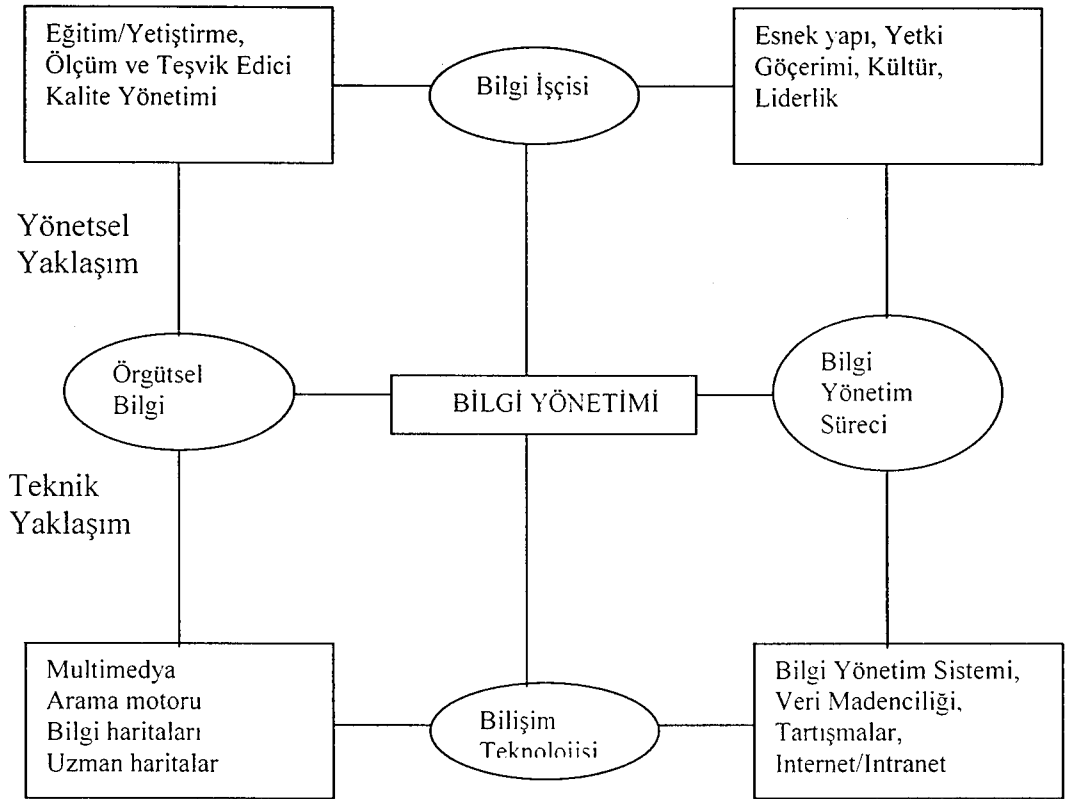 Eğitim/Yetiştirme,
Ölçüm ve Teşvik Edici
Kalite Yönetimi
Bilgi İşçisi
Esnek yapı, Yetki
Göçerimi, Kültür,
Liderlik
Yönetsel
Yaklaşım
Örgütsel
Bilgi
BİLGİ YÖNETİMİ
Bilgi
Yönetim
Süreci
Teknik
Yaklaşım
Multimedya
Arama motoru
Bilgi haritaları
Uzman haritalar
Bilişim
Teknolojisi
Bilgi Yönetim Sistemi,
Veri Madenciliği,
Tartışmalar,
Internet/Intranet